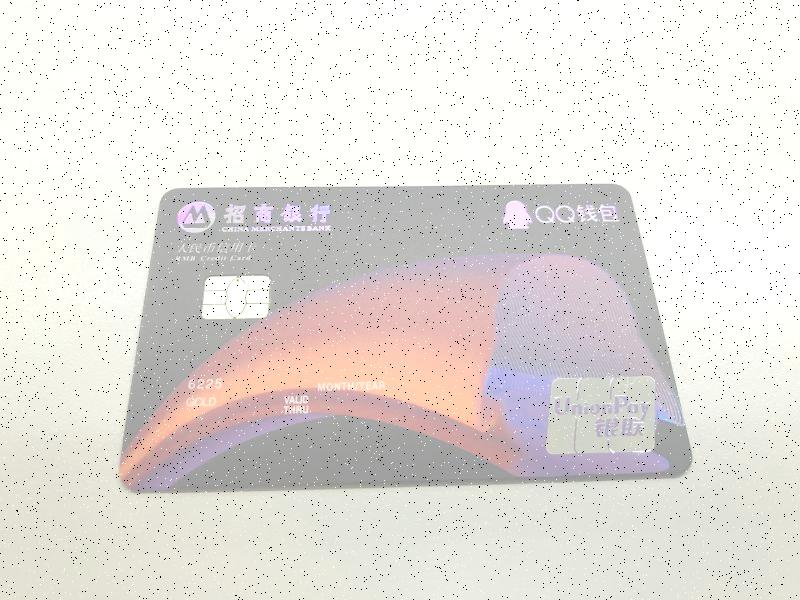 招商银行 QQ钱包
CHINA MERCHANTS BANK
人民币信用卡
RMB Credit Card
6225 MONTH/YEAR
GOLD VALID
THRU
UnionPay
银联